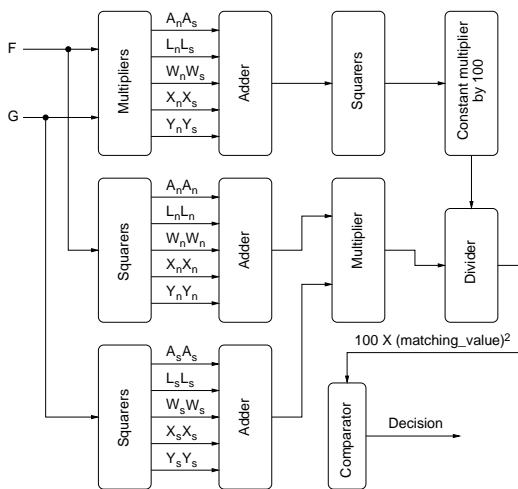 F
G
Multipliers
AₙAₛ
LₙLₛ
WₙWₛ
XₙXₛ
YₙYₛ
Adder
Squarers
Constant multiplier
by 100
Squarers
AₙAₙ
LₙLₙ
WₙWₙ
XₙXₙ
YₙYₙ
Adder
Multiplier
Divider
100 X (matching_value)²
Squarers
AₛAₛ
LₛLₛ
WₛWₛ
XₛXₛ
YₛYₛ
Adder
Comparator
Decision